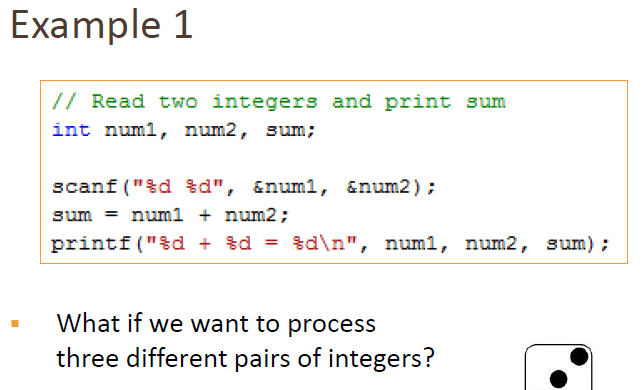 Example 1
// Read two integers and print sum
int num1, num2, sum;
scanf("%d %d", &num1, &num2);
sum = num1 + num2;
printf("%d + %d = %d\n", num1, num2, sum);
▪ What if we want to process
three different pairs of integers?